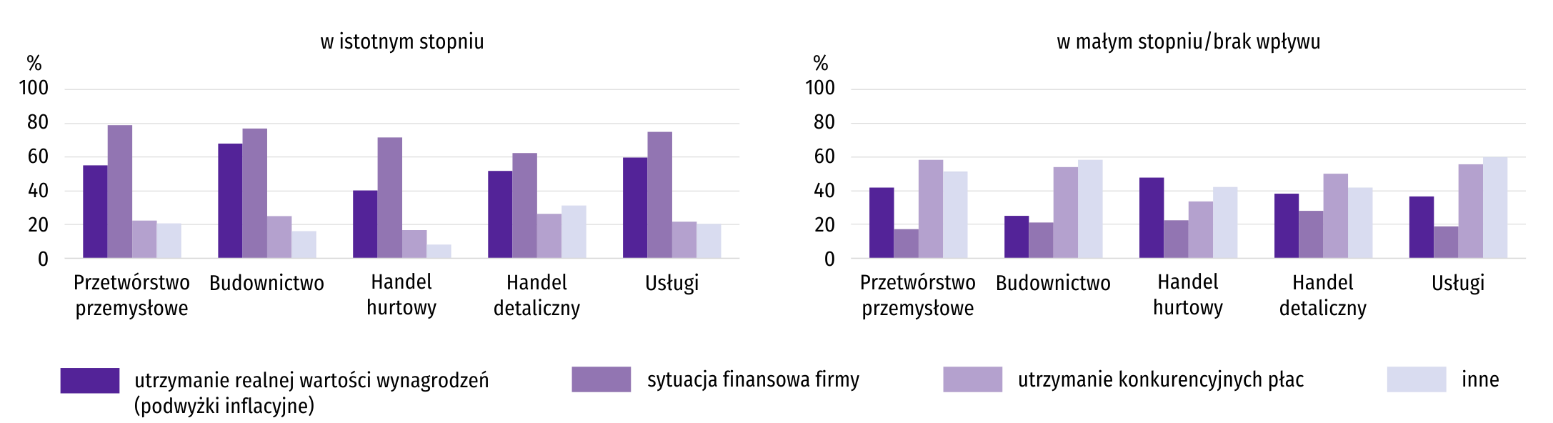 w istotnym stopniu
%
100
80
60
40
20
0
Przetwórstwo
przemysłowe
Budownictwo
Handel
hurtowy
Handel
detaliczny
Usługi
w małym stopniu/brak wpływu
%
100
80
60
40
20
0
Przetwórstwo
przemysłowe
Budownictwo
Handel
hurtowy
Handel
detaliczny
Usługi
utrzymanie realnej wartości wynagrodzeń
(podwyżki inflacyjne)
sytuacja finansowa firmy
utrzymanie konkurencyjnych płac
inne